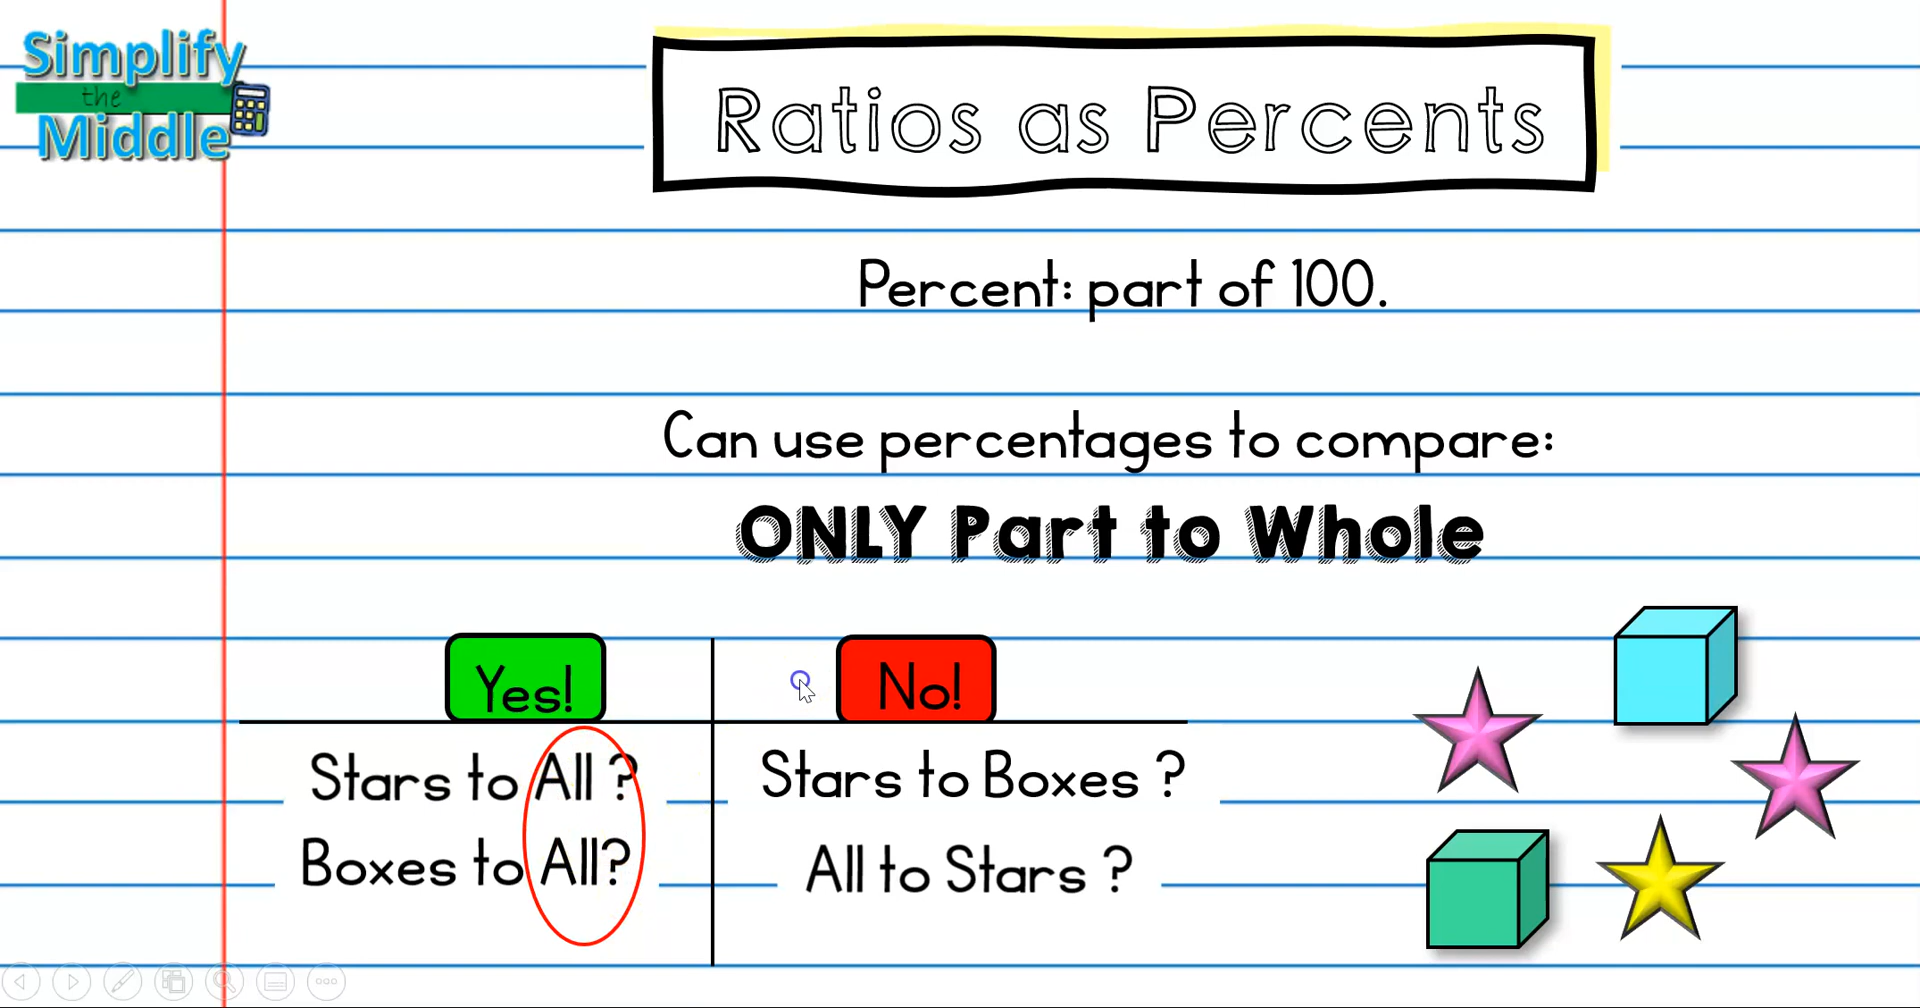 Simplify
the
Middle
Ratios as Percents
Percent: part of 100.
Can use percentages to compare:
ONLY Part to Whole
Yes!
No!
Stars to All ?
Stars to Boxes ?
Boxes to All?
All to Stars ?